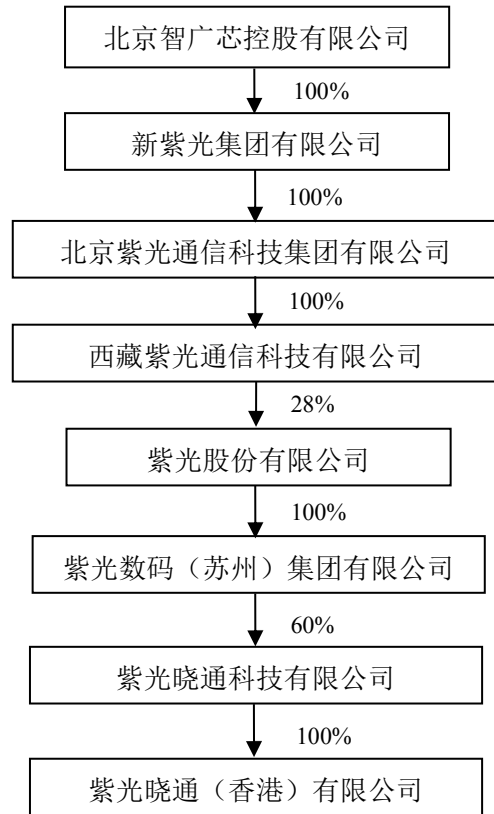 北京智广芯控股有限公司
100%
新紫光集团有限公司
100%
北京紫光通信科技集团有限公司
100%
西藏紫光通信科技有限公司
28%
紫光股份有限公司
100%
紫光数码（苏州）集团有限公司
60%
紫光晓通科技有限公司
100%
紫光晓通（香港）有限公司